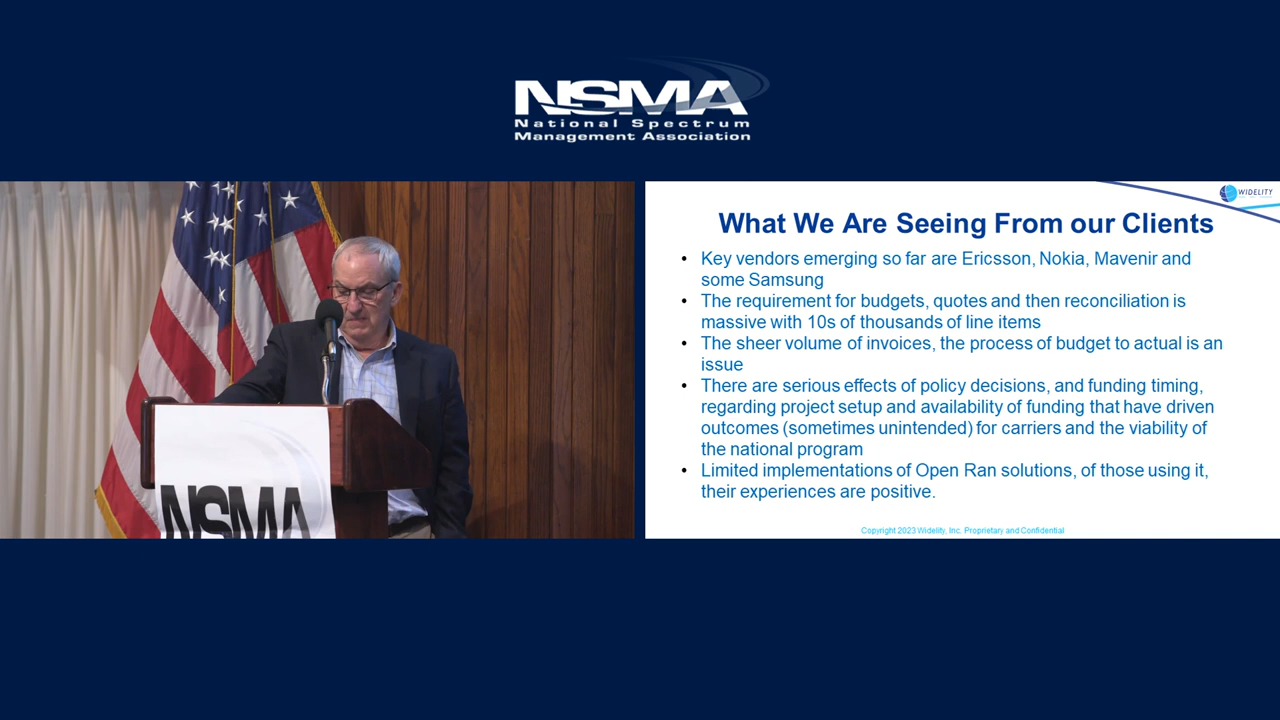 NSMA
National Spectrum
Management Association
NSMA
WIDELITY
What We Are Seeing From our Clients
• Key vendors emerging so far are Ericsson, Nokia, Mavenir and
some Samsung
• The requirement for budgets, quotes and then reconciliation is
massive with 10s of thousands of line items
• The sheer volume of invoices, the process of budget to actual is an
issue
• There are serious effects of policy decisions, and funding timing,
regarding project setup and availability of funding that have driven
outcomes (sometimes unintended) for carriers and the viability of
the national program
• Limited implementations of Open Ran solutions, of those using it,
their experiences are positive.
Copyright 2023 Widelity, Inc. Proprietary and Confidential